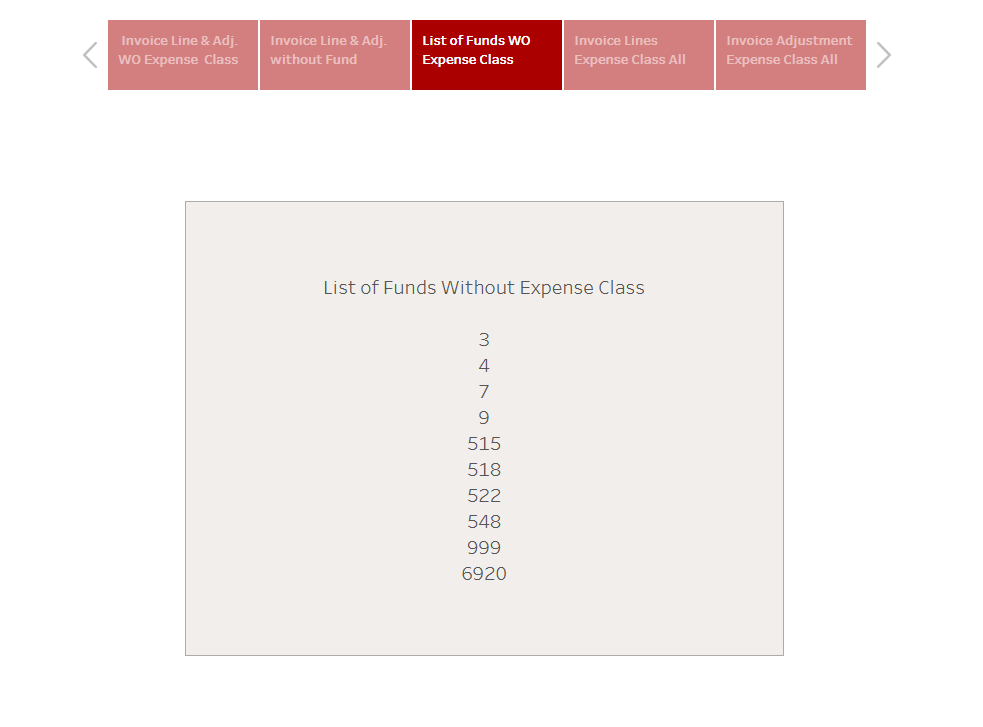 Invoice Line & Adj.
WO Expense Class
Invoice Line & Adj.
without Fund
List of Funds WO
Expense Class
Invoice Lines
Expense Class All
Invoice Adjustment
Expense Class All
List of Funds Without Expense Class
3
4
7
9
515
518
522
548
999
6920